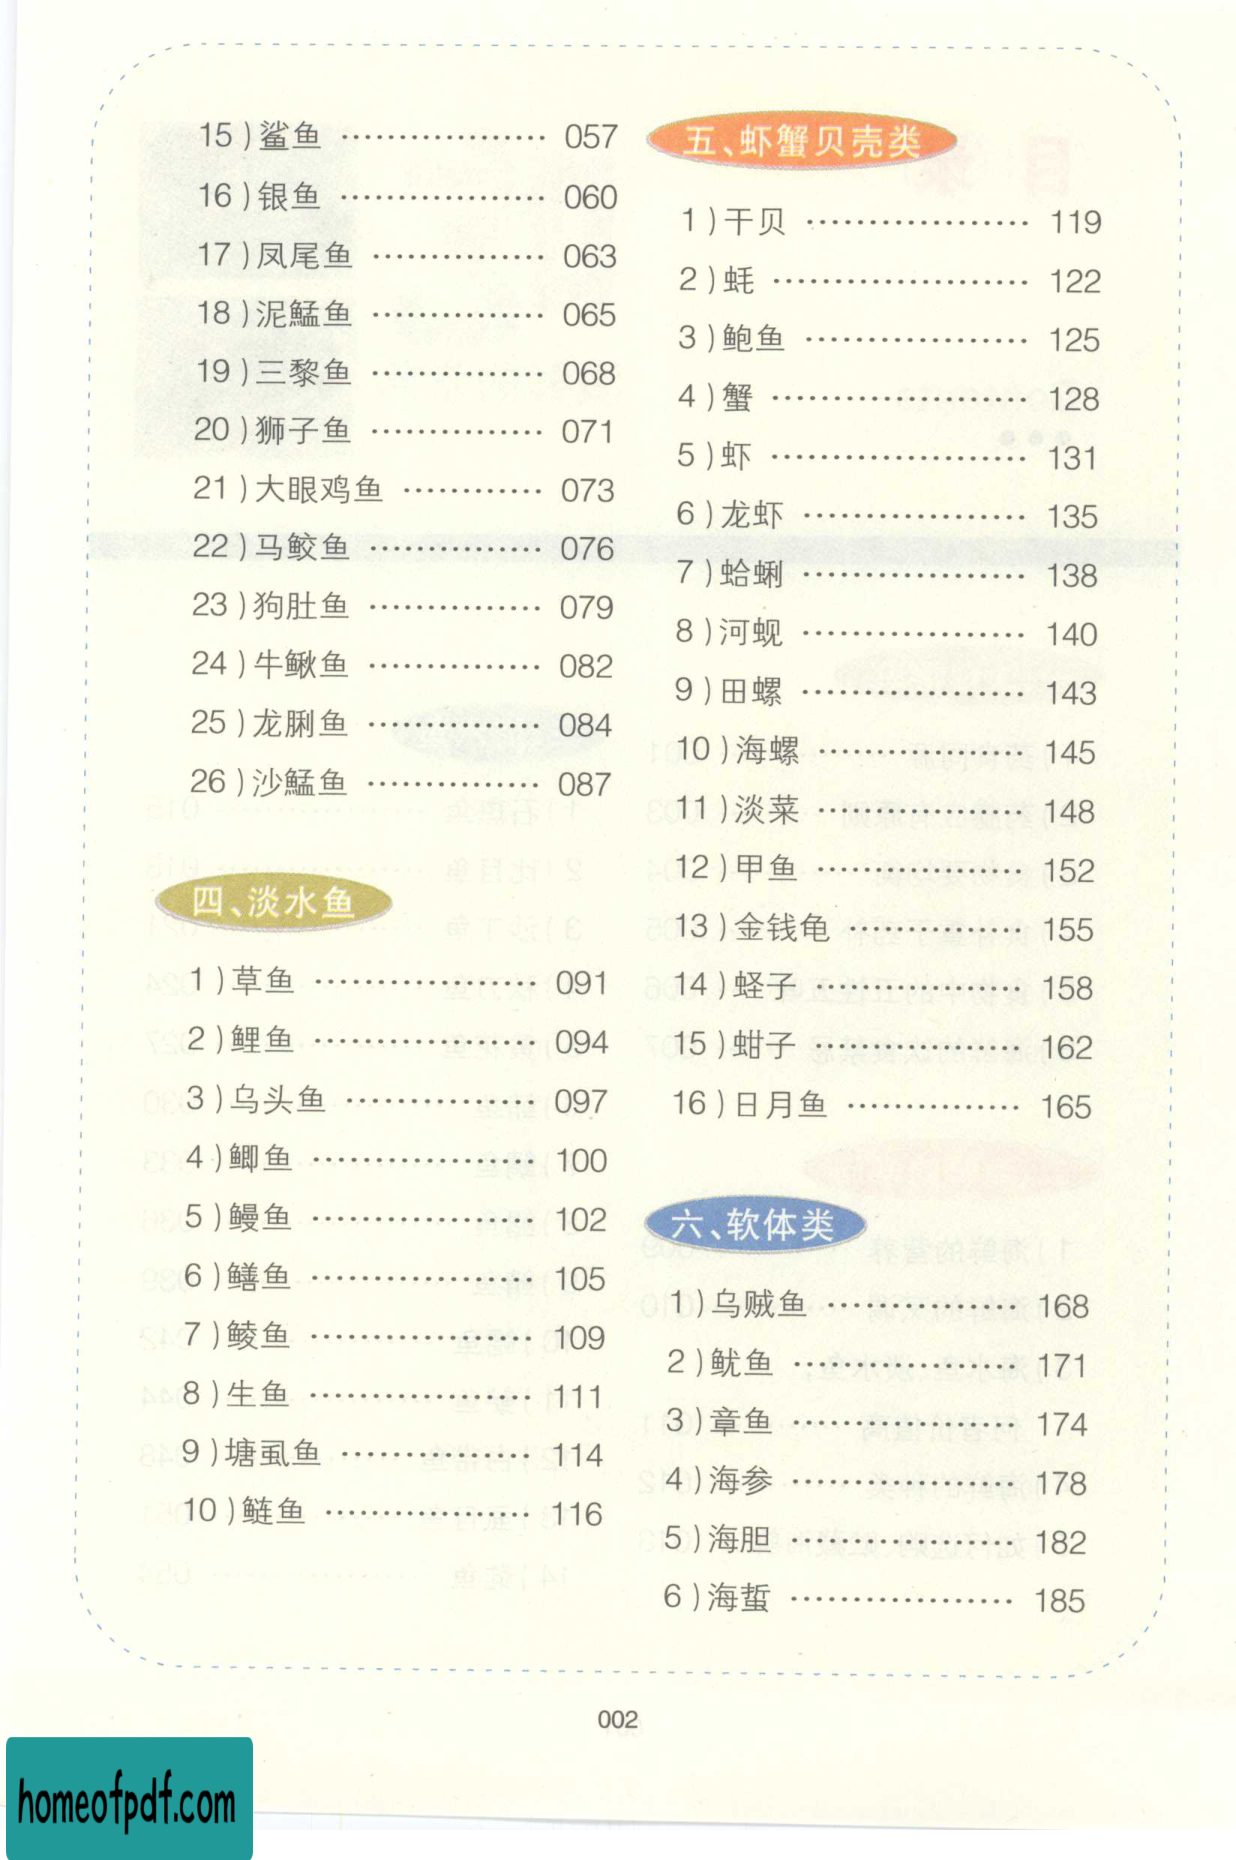 15)鲨鱼 ………………… 057
16)银鱼 ………………… 060
17)凤尾鱼 ……………… 063
18)泥鯭鱼 ……………… 065
19)三黎鱼 ……………… 068
20)狮子鱼 ……………… 071
21)大眼鸡鱼 ………… 073
22)马鲛鱼 ……………… 076
23)狗肚鱼 ……………… 079
24)牛鳅鱼 ……………… 082
25)龙脷鱼 ……………… 084
26)沙鯭鱼 ……………… 087
四、淡水鱼
1)草鱼 ………………… 091
2)鲤鱼 ………………… 094
3)乌头鱼 ……………… 097
4)鲫鱼 ………………… 100
5)鳗鱼 ………………… 102
6)鳝鱼 ………………… 105
7)鲮鱼 ………………… 109
8)生鱼 ………………… 111
9)塘虱鱼 ……………… 114
10)鲢鱼 ………………… 116
五、虾蟹贝壳类
1)干贝 ………………… 119
2)蚝 …………………… 122
3)鲍鱼 ………………… 125
4)蟹 …………………… 128
5)虾 …………………… 131
6)龙虾 ………………… 135
7)蛤蜊 ………………… 138
8)河蚬 ………………… 140
9)田螺 ………………… 143
10)海螺 ………………… 145
11)淡菜 ………………… 148
12)甲鱼 ………………… 152
13)金钱龟 ……………… 155
14)蛏子 ………………… 158
15)蚶子 ………………… 162
16)日月鱼 ……………… 165
六、软体类
1)乌贼鱼 ……………… 168
2)鱿鱼 ………………… 171
3)章鱼 ………………… 174
4)海参 ………………… 178
5)海胆 ………………… 182
6)海蜇 ………………… 185
002
homeofpdf.com